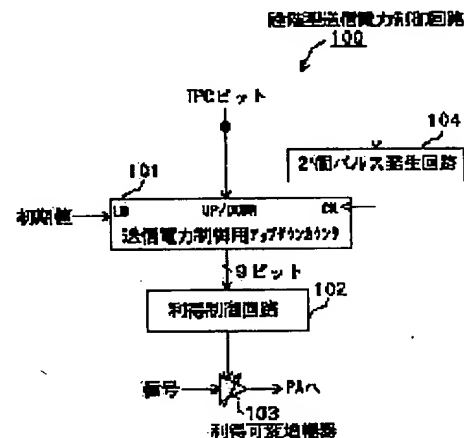 段階型送信電力制御回路
100
TPCビット
104
パルス発生回路
101
初期値
LD UP/DOWN CK
送信電力制御用アップダウンカウンタ
9ビット
利得制御回路
102
信号
PAへ
103
利得可変増幅器